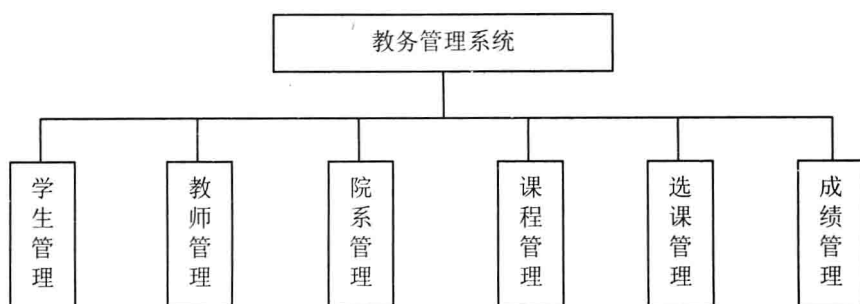 教务管理系统
学生管理
教师管理
院系管理
课程管理
选课管理
成绩管理